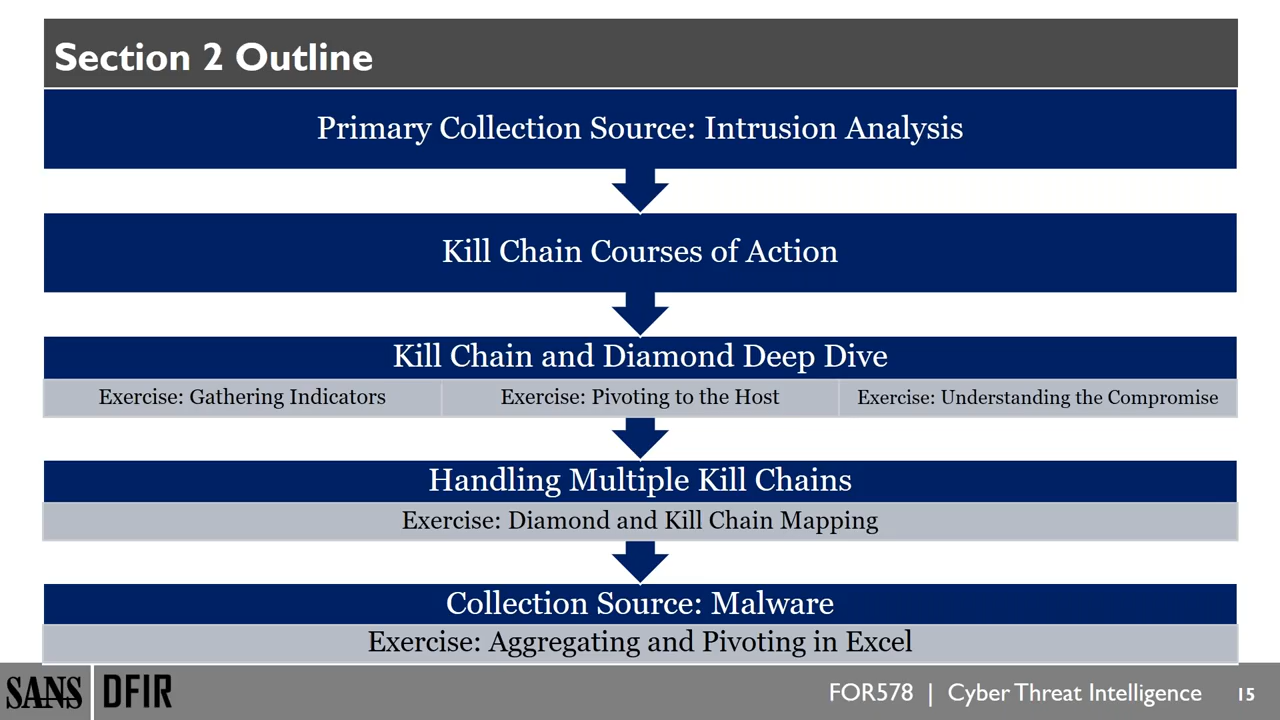 Section 2 Outline
Primary Collection Source: Intrusion Analysis
Kill Chain Courses of Action
Kill Chain and Diamond Deep Dive
Exercise: Gathering Indicators
Exercise: Pivoting to the Host
Exercise: Understanding the Compromise
Handling Multiple Kill Chains
Exercise: Diamond and Kill Chain Mapping
Collection Source: Malware
Exercise: Aggregating and Pivoting in Excel
SANS DFIR
FOR578 | Cyber Threat Intelligence 15